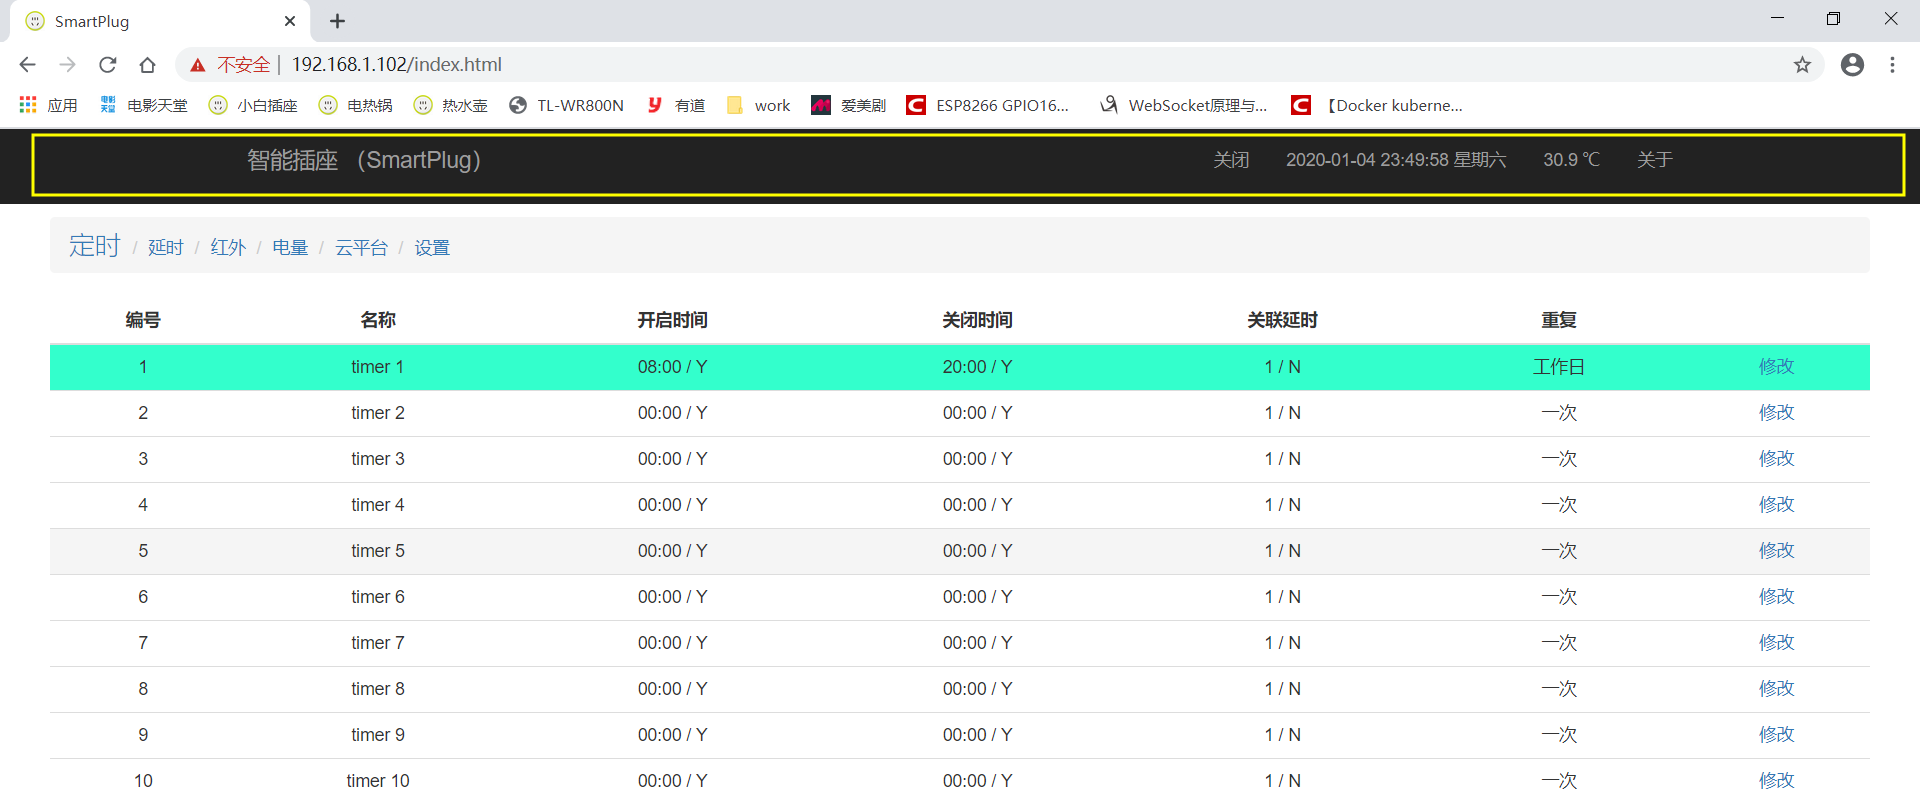 SmartPlug
不安全 | 192.168.1.102/index.html
应用 电影天堂 电影天堂 小白插座 电热锅 热水壶 TL-WR800N y 有道 work 爱美剧 C ESP8266 GPIO16... WebSocket原理与... C 【Docker kuberne...
智能插座 （SmartPlug） 关闭 2020-01-04 23:49:58 星期六 30.9 ℃ 关于
定时 / 延时 / 红外 / 电量 / 云平台 / 设置
编号 名称 开启时间 关闭时间 关联延时 重复
1 timer 1 08:00 / Y 20:00 / Y 1 / N 工作日 修改
2 timer 2 00:00 / Y 00:00 / Y 1 / N 一次 修改
3 timer 3 00:00 / Y 00:00 / Y 1 / N 一次 修改
4 timer 4 00:00 / Y 00:00 / Y 1 / N 一次 修改
5 timer 5 00:00 / Y 00:00 / Y 1 / N 一次 修改
6 timer 6 00:00 / Y 00:00 / Y 1 / N 一次 修改
7 timer 7 00:00 / Y 00:00 / Y 1 / N 一次 修改
8 timer 8 00:00 / Y 00:00 / Y 1 / N 一次 修改
9 timer 9 00:00 / Y 00:00 / Y 1 / N 一次 修改
10 timer 10 00:00 / Y 00:00 / Y 1 / N 一次 修改